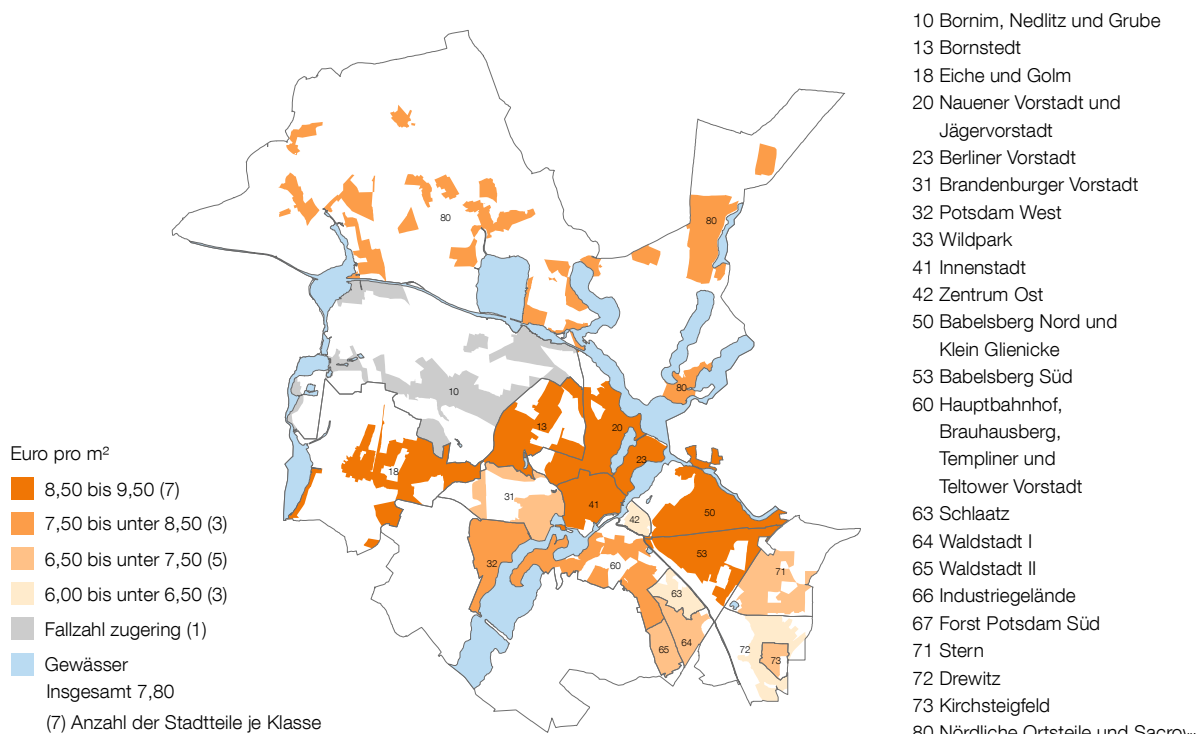 80
80
80
10
13
20
23
18
31
41
42
50
53
32
60
71
63
64
65
72
73
Euro pro m²
8,50 bis 9,50 (7)
7,50 bis unter 8,50 (3)
6,50 bis unter 7,50 (5)
6,00 bis unter 6,50 (3)
Fallzahl zugering (1)
Gewässer
Insgesamt 7,80
(7) Anzahl der Stadtteile je Klasse
10 Bornim, Nedlitz und Grube
13 Bornstedt
18 Eiche und Golm
20 Nauener Vorstadt und
Jägervorstadt
23 Berliner Vorstadt
31 Brandenburger Vorstadt
32 Potsdam West
33 Wildpark
41 Innenstadt
42 Zentrum Ost
50 Babelsberg Nord und
Klein Glienicke
53 Babelsberg Süd
60 Hauptbahnhof,
Brauhausberg,
Templiner und
Teltower Vorstadt
63 Schlaatz
64 Waldstadt I
65 Waldstadt II
66 Industriegelände
67 Forst Potsdam Süd
71 Stern
72 Drewitz
73 Kirchsteigfeld
80 Nördliche Ortsteile und